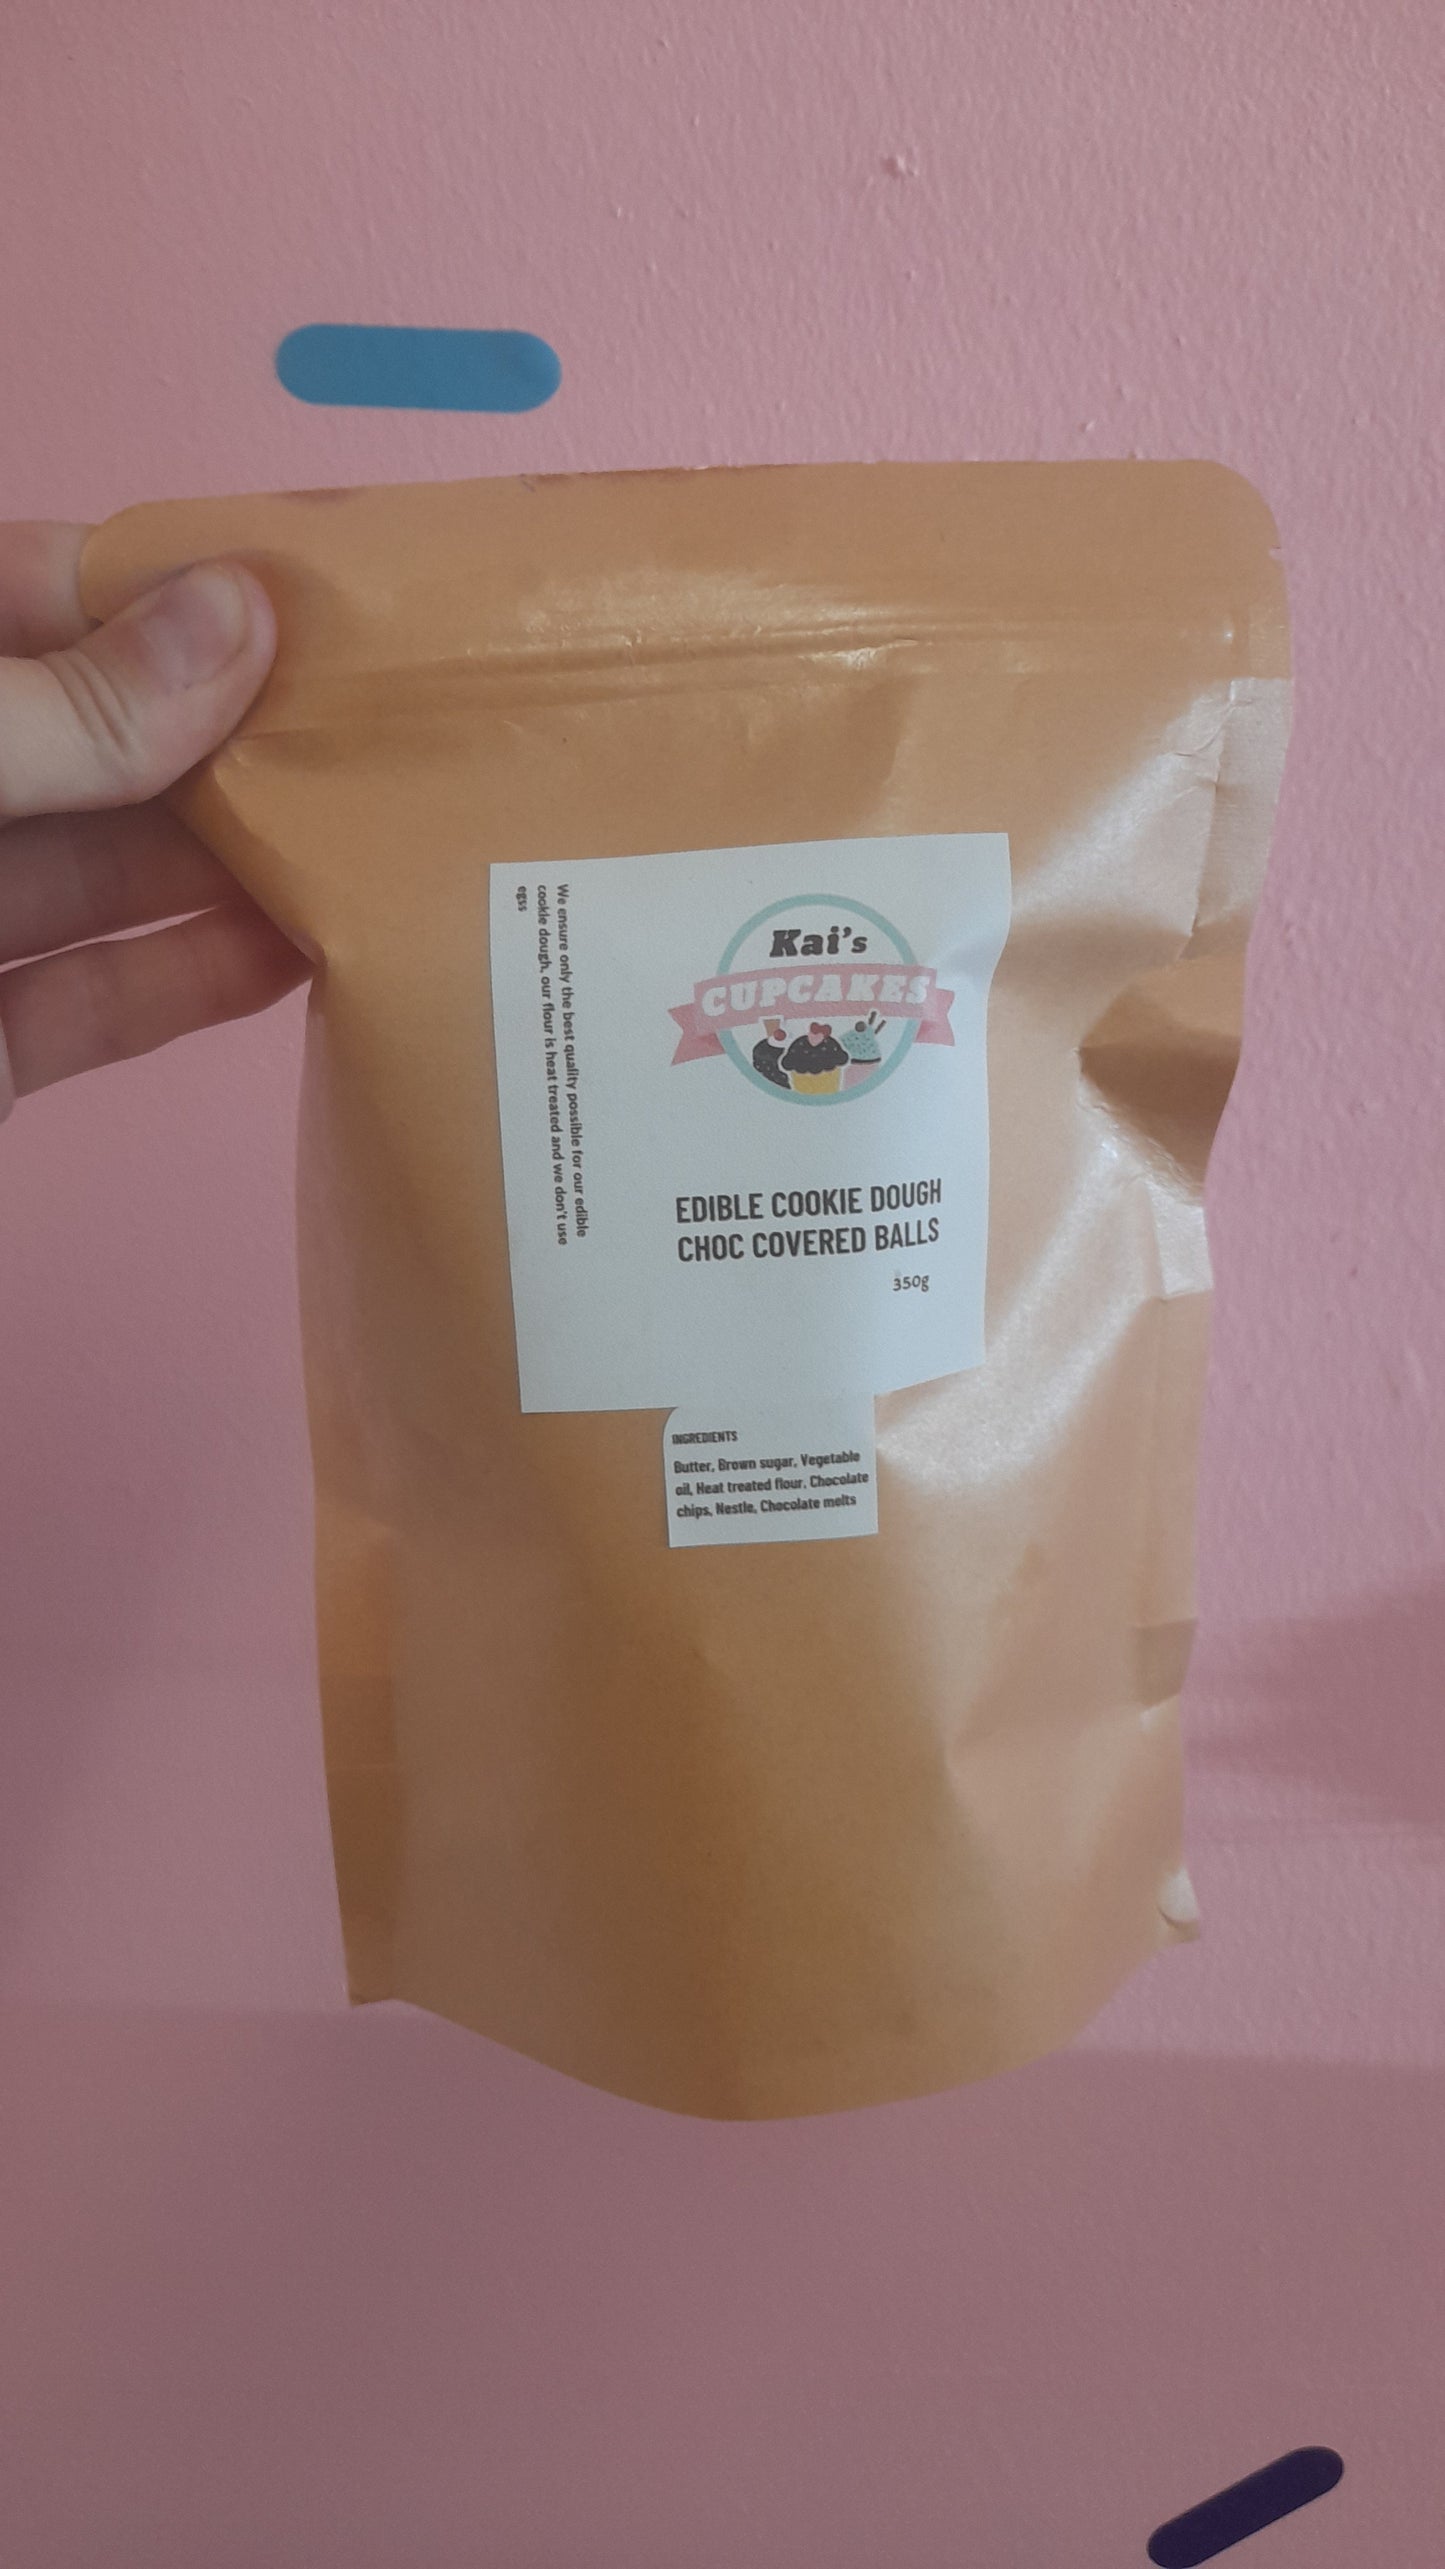 Kai's
CUPCAKES
EDIBLE COOKIE DOUGH
CHOC COVERED BALLS
350g
We ensure only the best quality possible for our edible
cookie dough, our flour is heat treated and we don't use
egss
INGREDIENTS
Butter, Brown sugar, Vegetable
oil, Heat treated flour, Chocolate
chips, Nestle, Chocolate melts